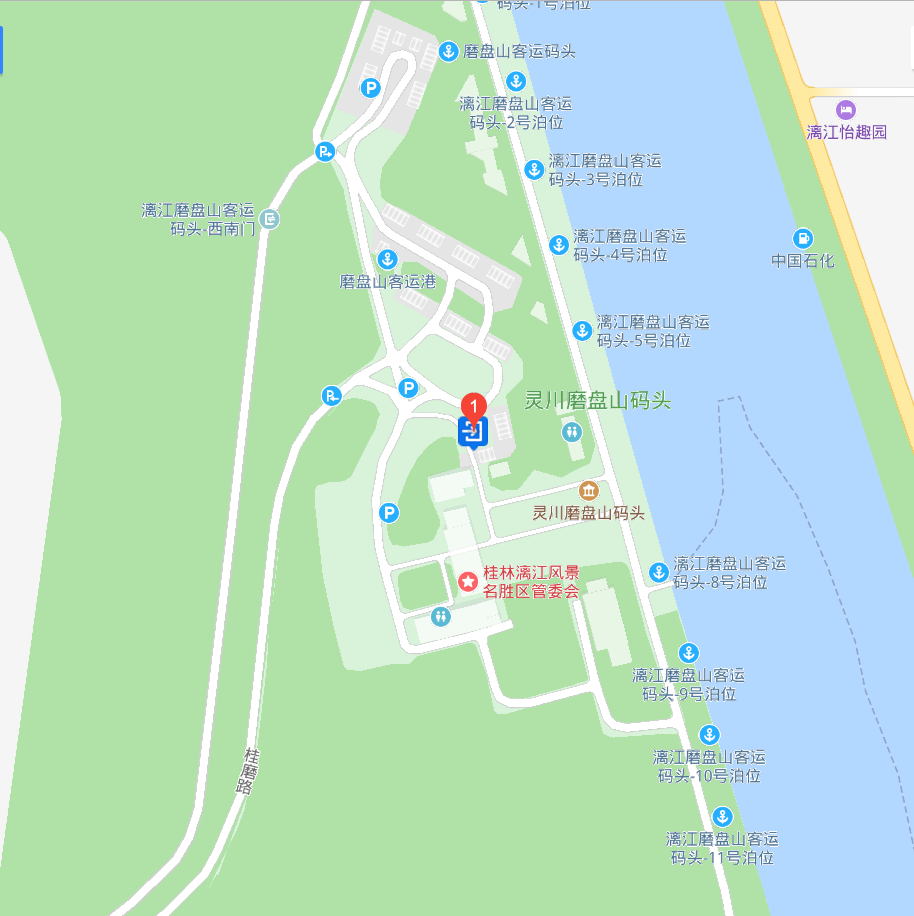 码头-1号泊位
磨盘山客运码头
P
漓江磨盘山客运
码头-2号泊位
漓江怡趣园
P
漓江磨盘山客运
码头-3号泊位
漓江磨盘山客运
码头-西南门
漓江磨盘山客运
码头-4号泊位
中国石化
磨盘山客运港
漓江磨盘山客运
码头-5号泊位
P
P
1
灵川磨盘山码头
P
灵川磨盘山码头
桂林漓江风景
名胜区管委会
漓江磨盘山客运
码头-8号泊位
漓江磨盘山客运
码头-9号泊位
桂磨路
漓江磨盘山客运
码头-10号泊位
漓江磨盘山客运
码头-11号泊位